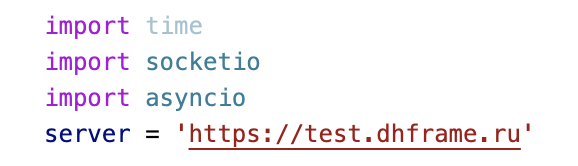 import time
import socketio
import asyncio
server = 'https://test.dhframe.ru'